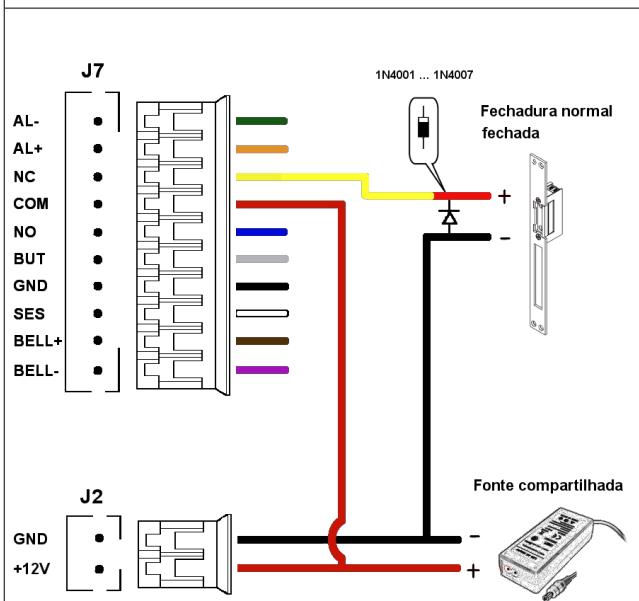 J7
1N4001 ... 1N4007
Fechadura normal
fechada
AL-
AL+
NC
COM
NO
BUT
GND
SES
BELL+
BELL-
+
-
J2
Fonte compartilhada
GND
+12V
-
+